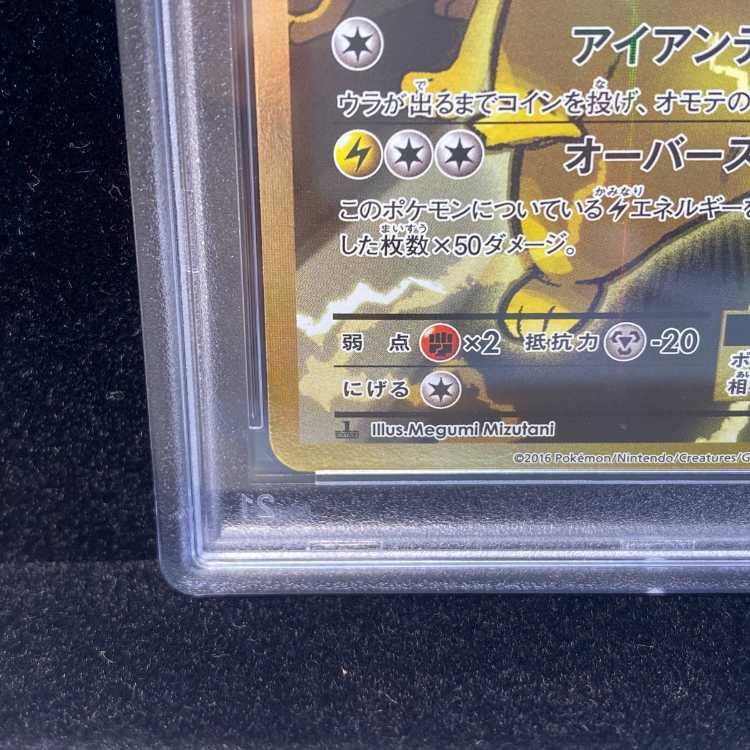 アイアンテ
ウラが出るまでコインを投げ、オモテの
オーバース
このポケモンについているエネルギーを
した枚数×50ダメージ。
弱点 ×2 抵抗力 -20
にげる
1 Illus.Megumi Mizutani
©2016 Pokémon/Nintendo/Creatures/G